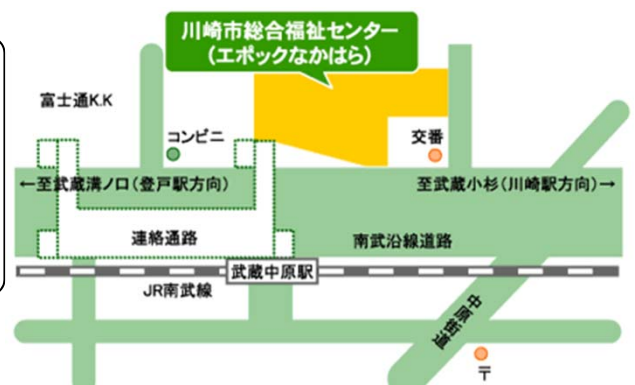 川崎市総合福祉センター
(エポックなかはら)
富士通K.K
コンビニ
交番
←至武蔵溝ノ口(登戸駅方向)
至武蔵小杉(川崎駅方向)→
連絡通路
南武沿線道路
武蔵中原駅
JR南武線
中原街道
〒